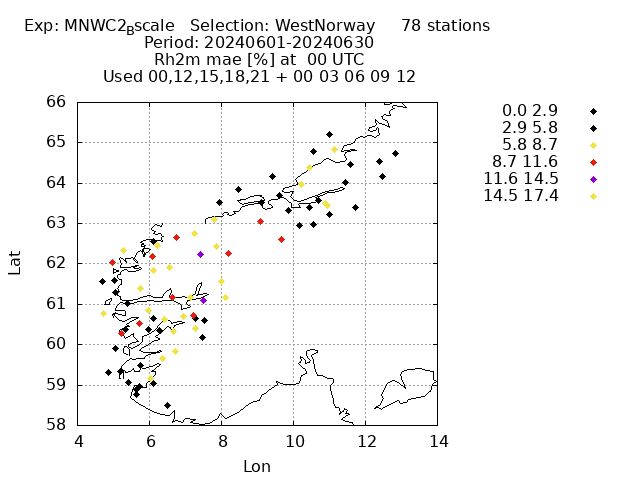 Exp: MNWC2Bscale Selection: WestNorway 78 stations
Period: 20240601-20240630
Rh2m mae [%] at 00 UTC
Used 00,12,15,18,21 + 00 03 06 09 12
66
65
64
63
62
61
60
59
58
4 6 8 10 12 14
Lat
Lon
0.0 2.9
2.9 5.8
5.8 8.7
8.7 11.6
11.6 14.5
14.5 17.4